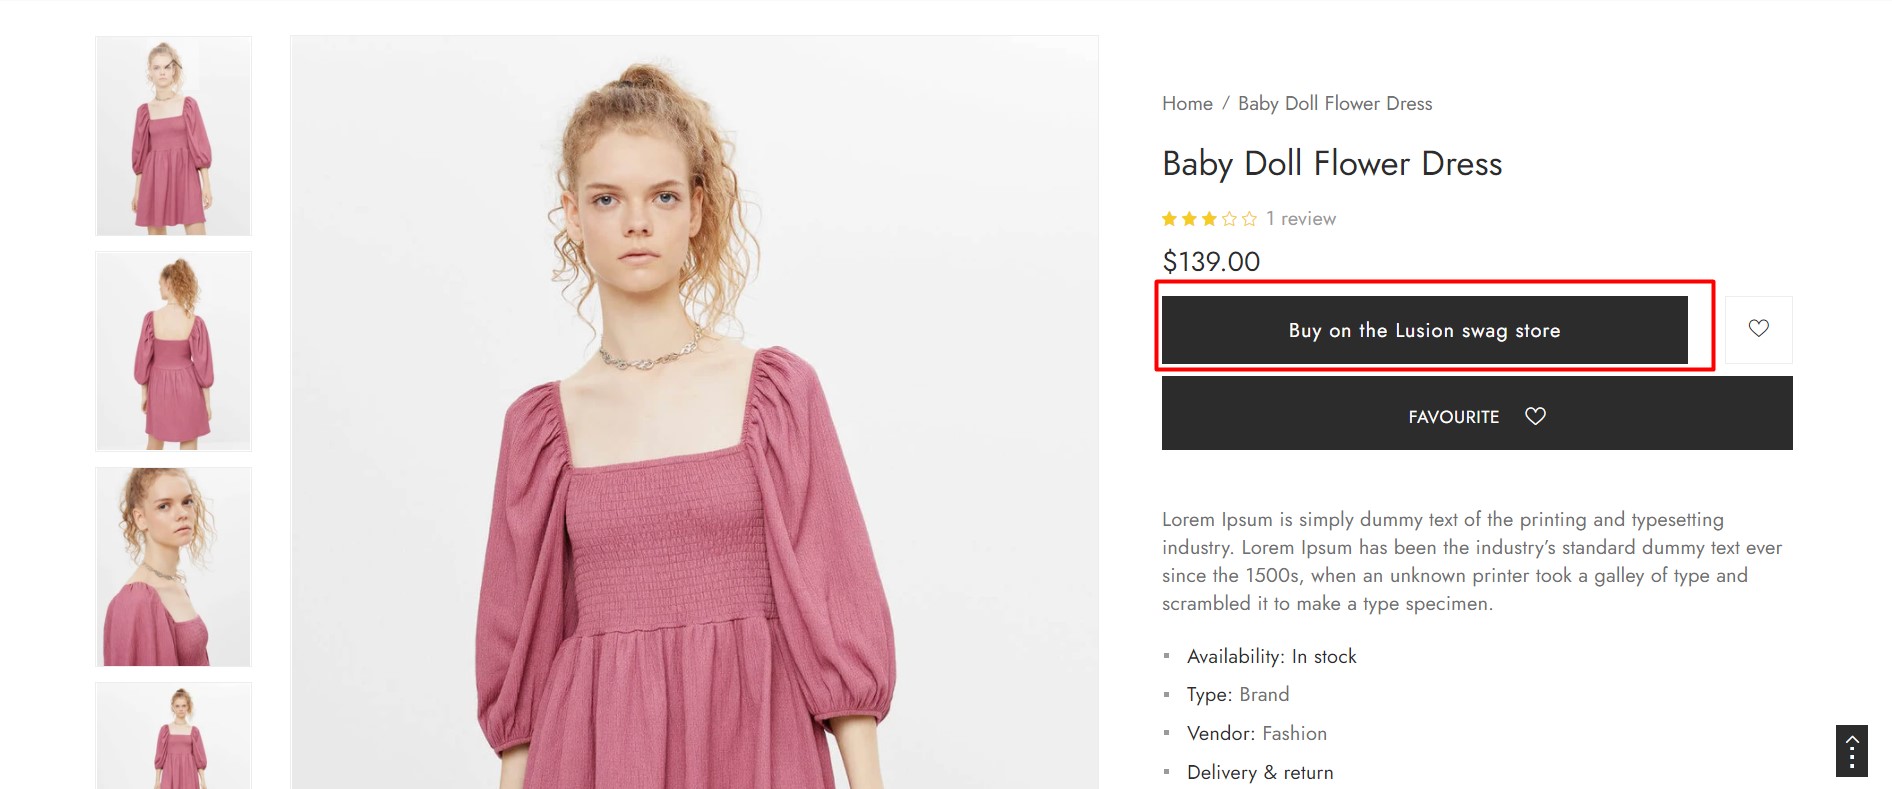 Home / Baby Doll Flower Dress
Baby Doll Flower Dress
1 review
$139.00
Buy on the Lusion swag store
FAVOURITE
Lorem Ipsum is simply dummy text of the printing and typesetting
industry. Lorem Ipsum has been the industry’s standard dummy text ever
since the 1500s, when an unknown printer took a galley of type and
scrambled it to make a type specimen.
Availability: In stock
Type: Brand
Vendor: Fashion
Delivery & return